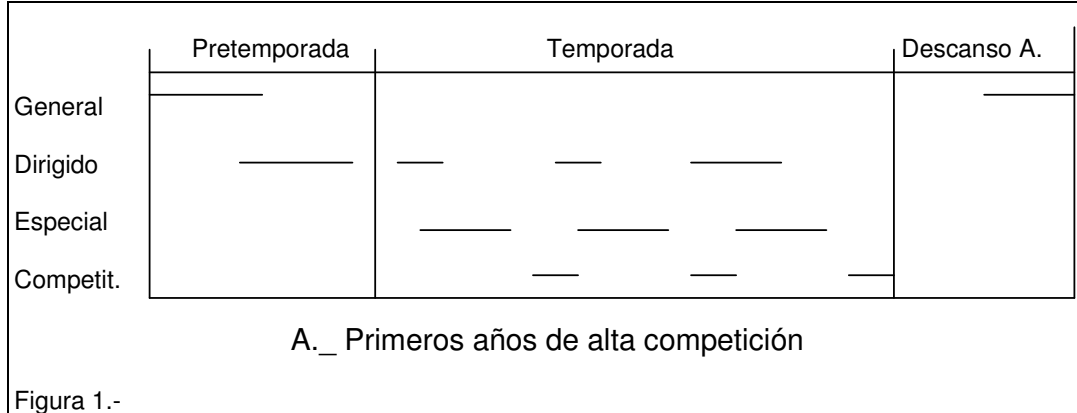 Pretemporada Temporada Descanso A.
General
Dirigido
Especial
Competit.
A._ Primeros años de alta competición
Figura 1.-